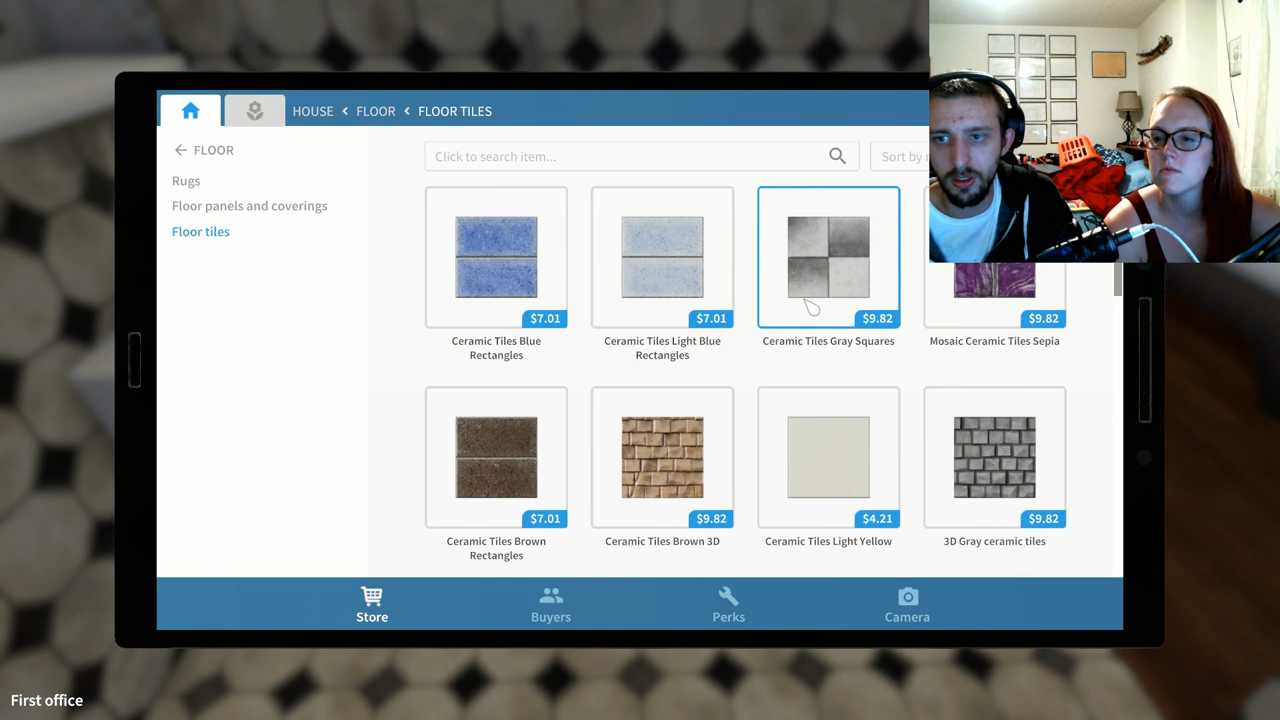 HOUSE < FLOOR < FLOOR TILES
FLOOR
Rugs
Floor panels and coverings
Floor tiles
Click to search item...
Sort by
$7.01
$7.01
$9.82
$9.82
Ceramic Tiles Blue
Rectangles
Ceramic Tiles Light Blue
Rectangles
Ceramic Tiles Gray Squares
Mosaic Ceramic Tiles Sepia
$7.01
$9.82
$4.21
$9.82
Ceramic Tiles Brown
Rectangles
Ceramic Tiles Brown 3D
Ceramic Tiles Light Yellow
3D Gray ceramic tiles
Store
Buyers
Perks
Camera
First office